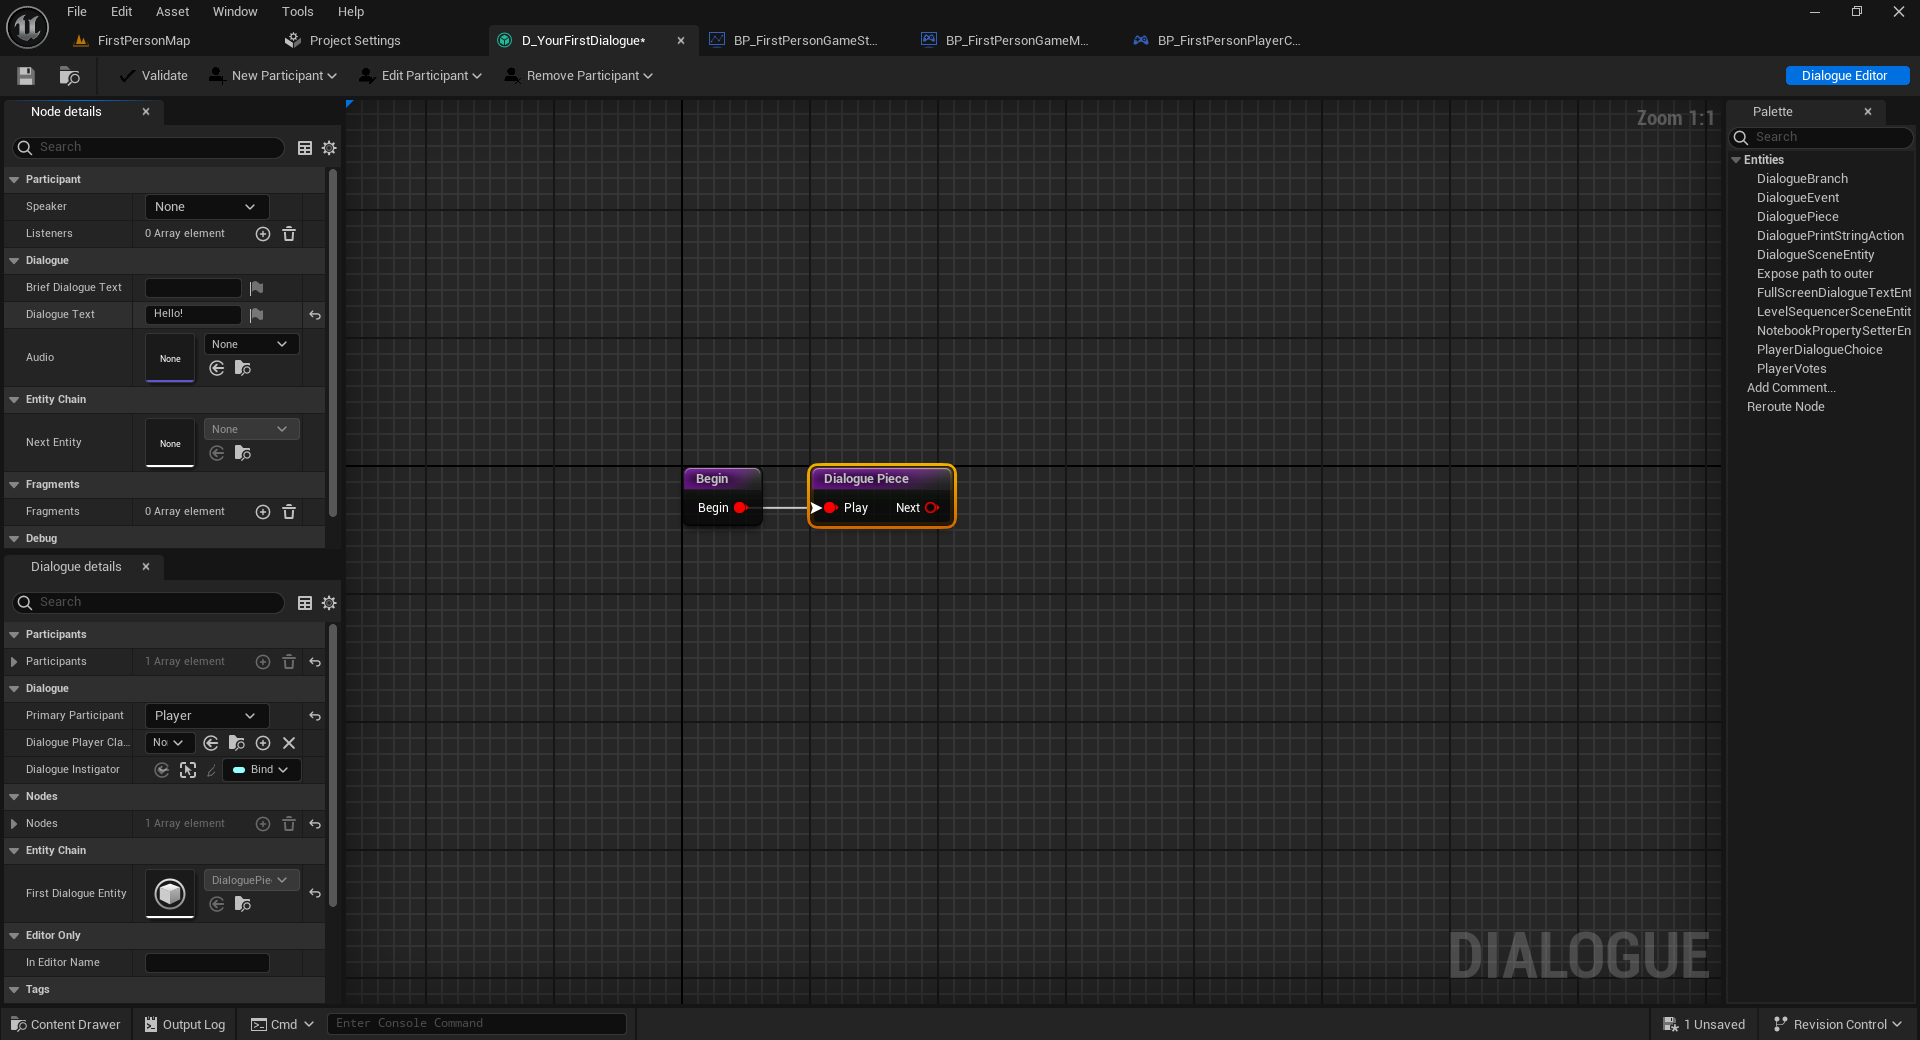 File Edit Asset Window Tools Help
FirstPersonMap
Project Settings
D_YourFirstDialogue*
BP_FirstPersonGameSt...
BP_FirstPersonGameM...
BP_FirstPersonPlayerC...
Validate
New Participant
Edit Participant
Remove Participant
Dialogue Editor
Node details
Search
Participant
Speaker
None
Listeners
0 Array element
Dialogue
Brief Dialogue Text
Dialogue Text
Hello!
Audio
None
None
Entity Chain
Next Entity
None
None
Fragments
Fragments
0 Array element
Debug
Dialogue details
Search
Participants
Participants
1 Array element
Dialogue
Primary Participant
Player
Dialogue Player Cla...
No
Dialogue Instigator
Bind
Nodes
Nodes
1 Array element
Entity Chain
First Dialogue Entity
DialoguePie
Editor Only
In Editor Name
Tags
Zoom 1:1
Begin
Begin
Dialogue Piece
Play
Next
DIALOGUE
Palette
Search
Entities
DialogueBranch
DialogueEvent
DialoguePiece
DialoguePrintStringAction
DialogueSceneEntity
Expose path to outer
FullScreenDialogueTextEnt
LevelSequencerSceneEntit
NotebookPropertySetterEn
PlayerDialogueChoice
PlayerVotes
Add Comment...
Reroute Node
Content Drawer
Output Log
Cmd
Enter Console Command
1 Unsaved
Revision Control